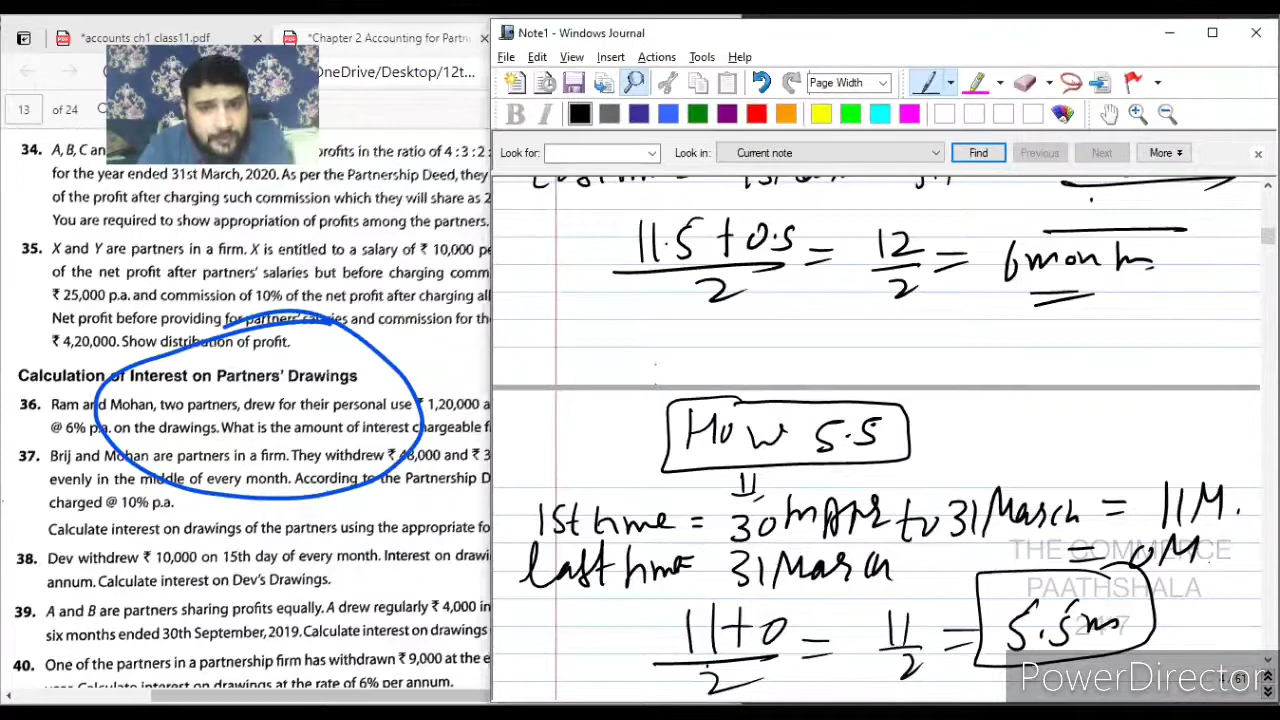 *accounts ch1 class11.pdf
*Chapter 2 Accounting for Partn
OneDrive/Desktop/12t...
13 of 24
34. A, B, C an profits in the ratio of 4 : 3 : 2 :
for the year ended 31st March, 2020. As per the Partnership Deed, they
of the profit after charging such commission which they will share as 2
You are required to show appropriation of profits among the partners.
35. X and Y are partners in a firm. X is entitled to a salary of ₹ 10,000 pe
of the net profit after partners' salaries but before charging comm
₹ 25,000 p.a. and commission of 10% of the net profit after charging all
Net profit before providing for partners' salaries and commission for the
₹ 4,20,000. Show distribution of profit.
Calculation of Interest on Partners' Drawings
36. Ram and Mohan, two partners, drew for their personal use ₹ 1,20,000 a
@ 6% p.a. on the drawings. What is the amount of interest chargeable f
37. Brij and Mohan are partners in a firm. They withdrew ₹ 48,000 and ₹ 3
evenly in the middle of every month. According to the Partnership D
charged @ 10% p.a.
Calculate interest on drawings of the partners using the appropriate fo
38. Dev withdrew ₹ 10,000 on 15th day of every month. Interest on drawi
annum. Calculate interest on Dev's Drawings.
39. A and B are partners sharing profits equally. A drew regularly ₹ 4,000 in
six months ended 30th September, 2019. Calculate interest on drawings
40. One of the partners in a partnership firm has withdrawn ₹ 9,000 at the e
year. Calculate interest on drawings at the rate of 6% per annum.
Note1 - Windows Journal
File Edit View Insert Actions Tools Help
Page Width
B I
Look for: Look in: Current note Find Previous Next More
11.5 + 0.5 = 12 = 6 months
2 2
How 5.5
11
1st time = 30 Apr to 31 March = 11 M.
last time = 31 March = 0 M.
11 + 0 = 11 = 5.5 m
2 2
THE COMMERCE
PAATHSHALA
PowerDirector